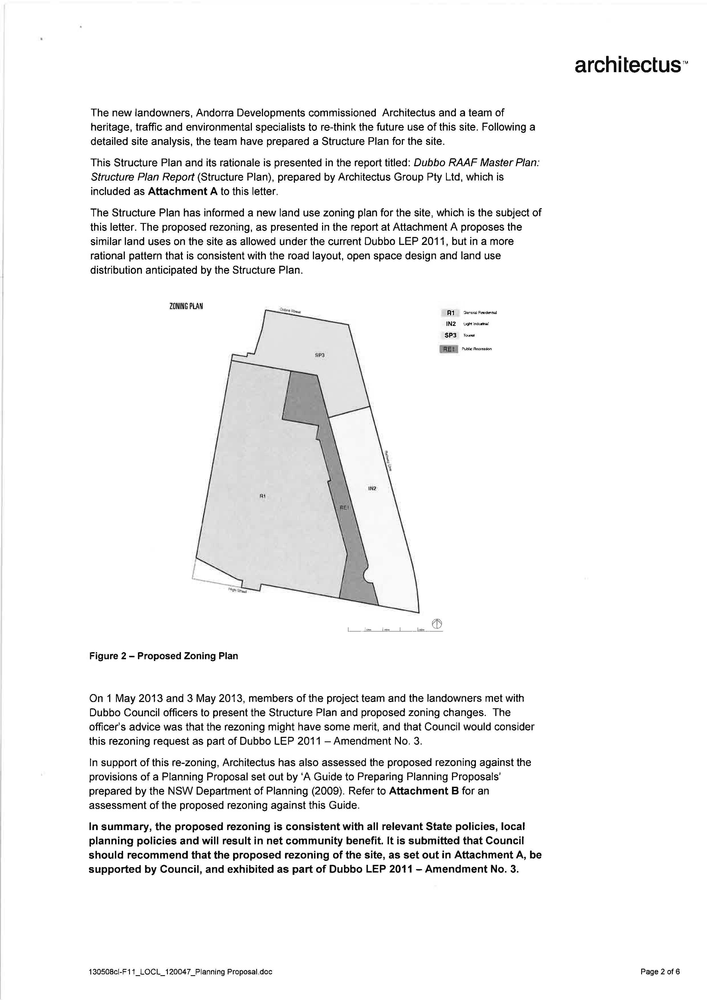 architectus™
The new landowners, Andorra Developments commissioned  Architectus and a team of
heritage, traffic and environmental specialists to re-think the future use of this site. Following a
detailed site analysis, the team have prepared a Structure Plan for the site.
This Structure Plan and its rationale is presented in the report titled: Dubbo RAAF Master Plan:
Structure Plan Report (Structure Plan), prepared by Architectus Group Pty Ltd, which is
included as Attachment A to this letter.
The Structure Plan has informed a new land use zoning plan for the site, which is the subject of
this letter. The proposed rezoning, as presented in the report at Attachment A proposes the
similar land uses on the site as allowed under the current Dubbo LEP 2011, but in a more
rational pattern that is consistent with the road layout, open space design and land use
distribution anticipated by the Structure Plan.
ZONING PLAN
Street
R1 General Residential
IN2 Light Industrial
SP3 Tourist
RE1 Public Recreation
SP3
Railway Line
IN2
R1
RE1
High Street
Figure 2 – Proposed Zoning Plan
On 1 May 2013 and 3 May 2013, members of the project team and the landowners met with
Dubbo Council officers to present the Structure Plan and proposed zoning changes.  The
officer's advice was that the rezoning might have some merit, and that Council would consider
this rezoning request as part of Dubbo LEP 2011 – Amendment No. 3.
In support of this re-zoning, Architectus has also assessed the proposed rezoning against the
provisions of a Planning Proposal set out by 'A Guide to Preparing Planning Proposals'
prepared by the NSW Department of Planning (2009). Refer to Attachment B for an
assessment of the proposed rezoning against this Guide.
In summary, the proposed rezoning is consistent with all relevant State policies, local
planning policies and will result in net community benefit. It is submitted that Council
should recommend that the proposed rezoning of the site, as set out in Attachment A, be
supported by Council, and exhibited as part of Dubbo LEP 2011 – Amendment No. 3.
130508cl-F11_LOCL_120047_Planning Proposal.doc
Page 2 of 6